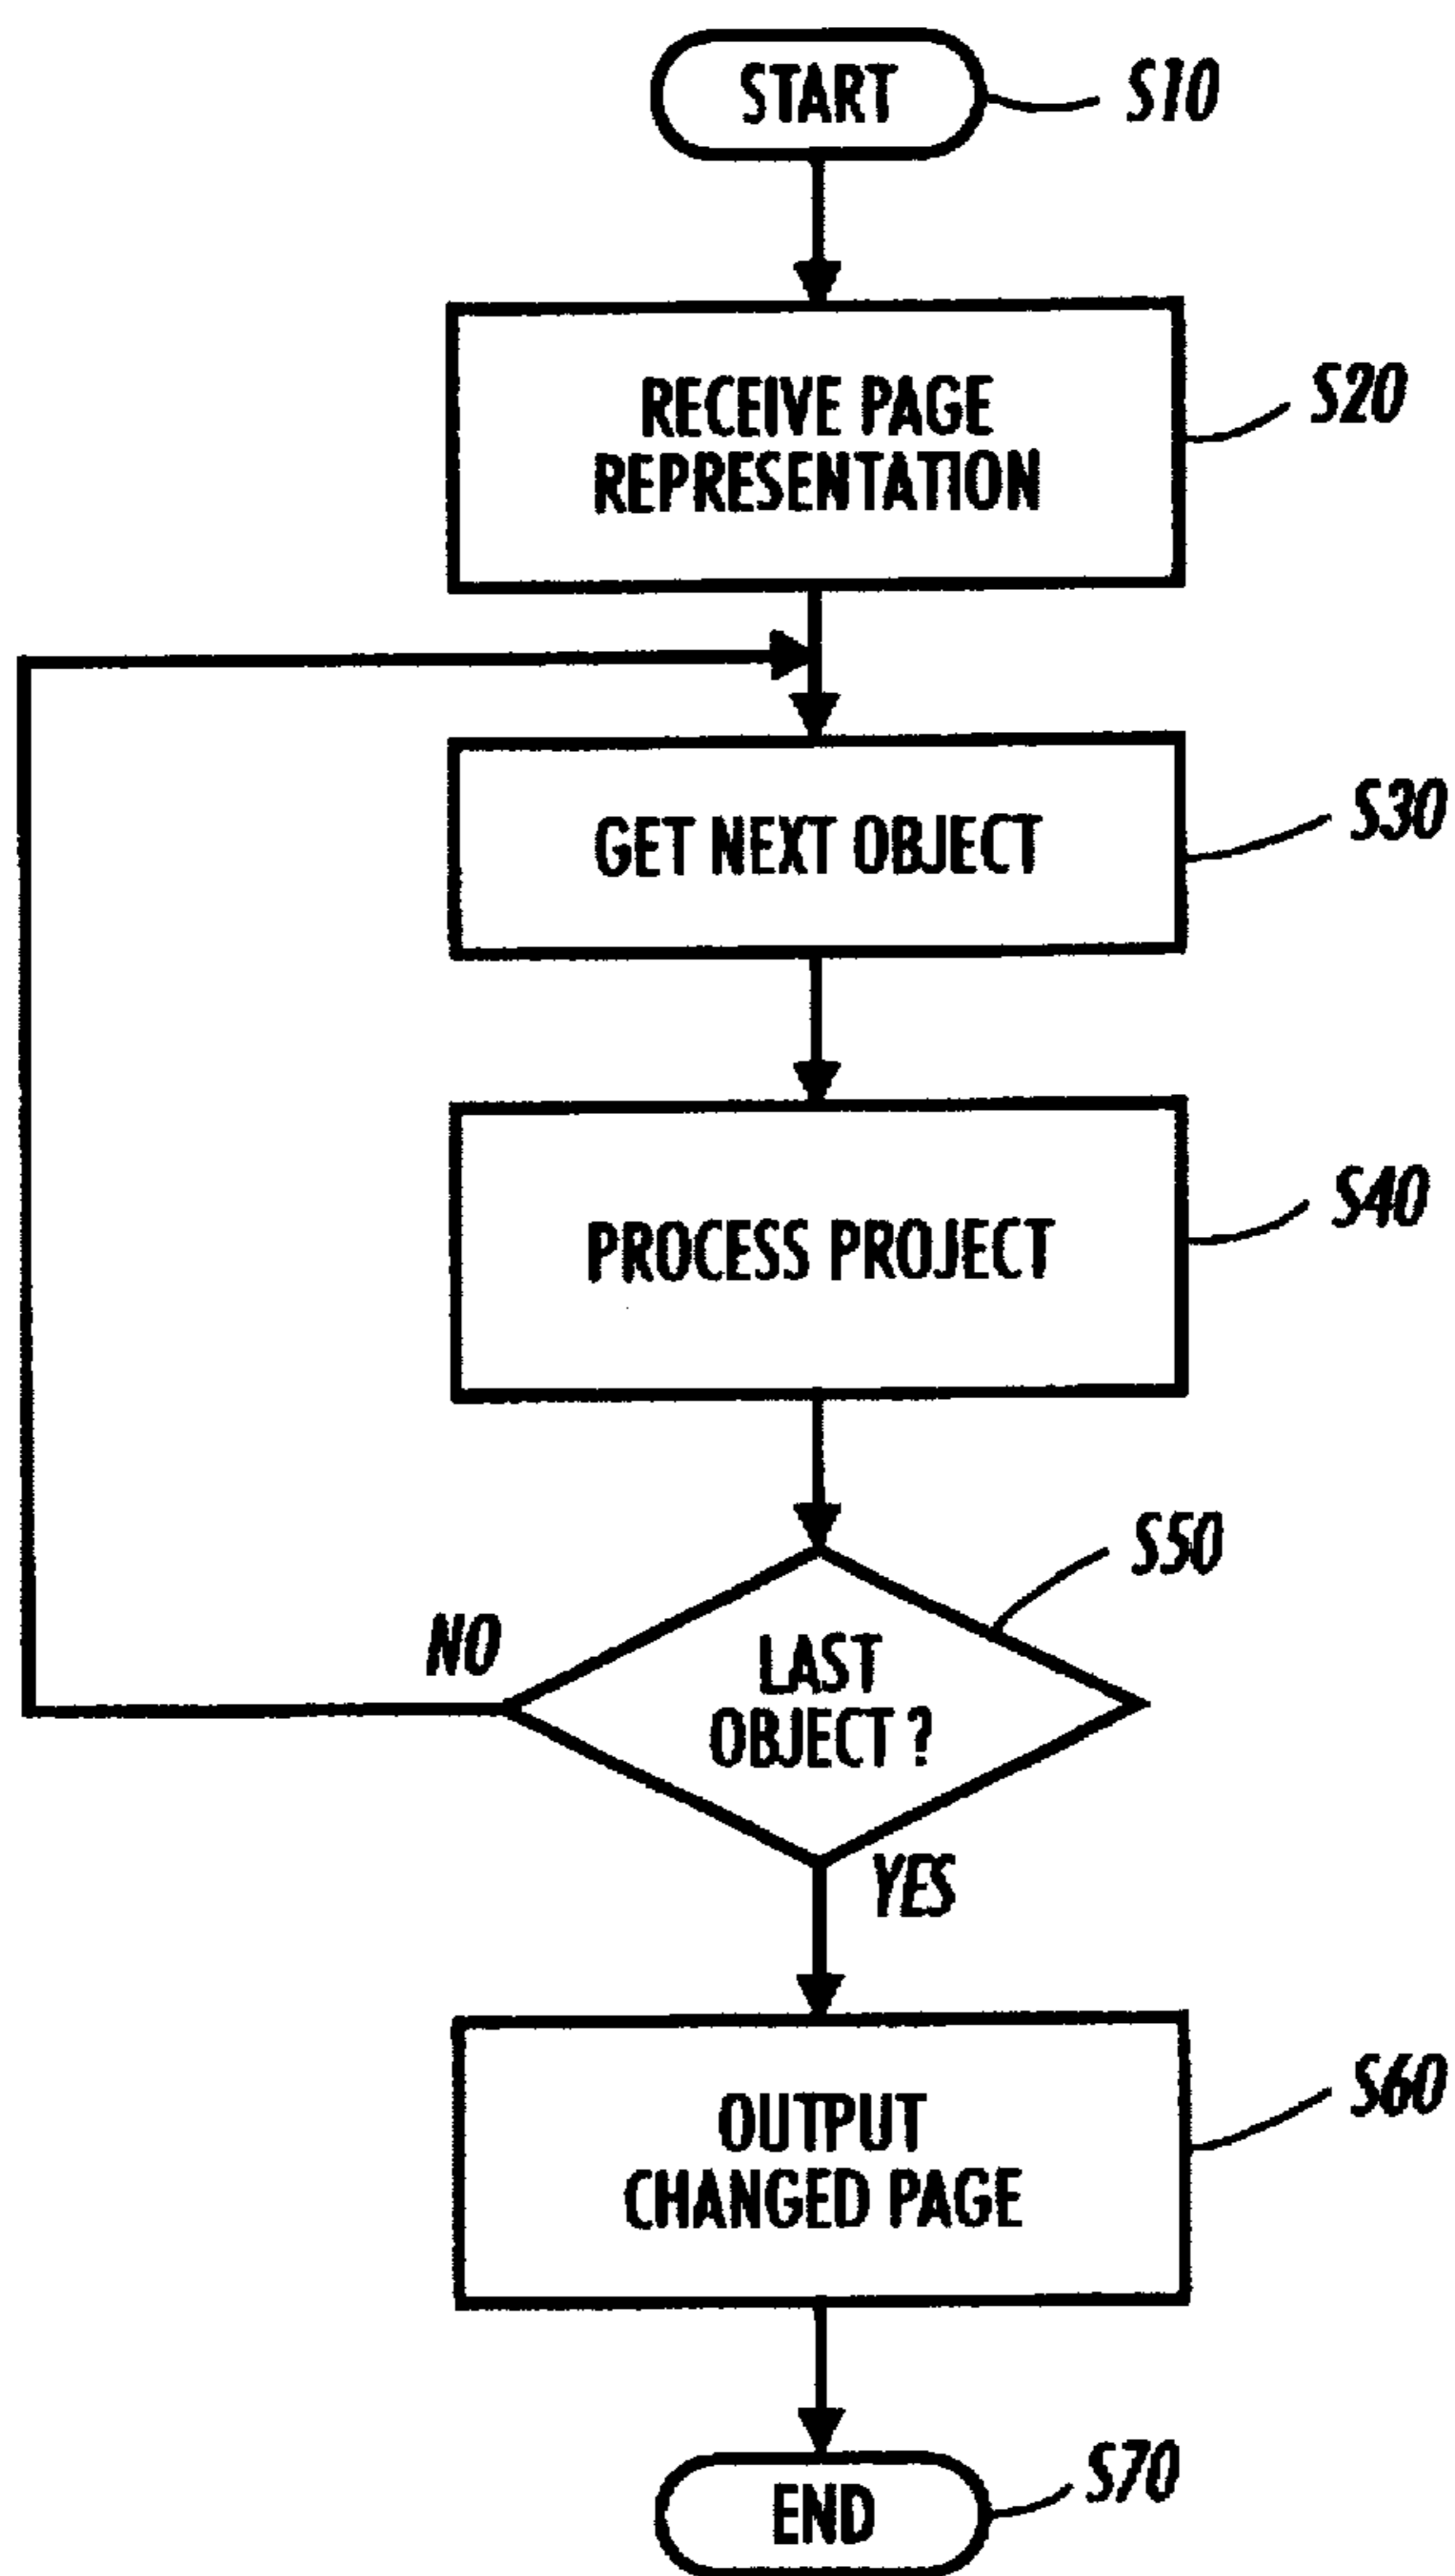 START
S10
RECEIVE PAGE
REPRESENTATION
S20
GET NEXT OBJECT
S30
PROCESS PROJECT
S40
S50
NO
LAST
OBJECT ?
YES
OUTPUT
CHANGED PAGE
S60
END
S70